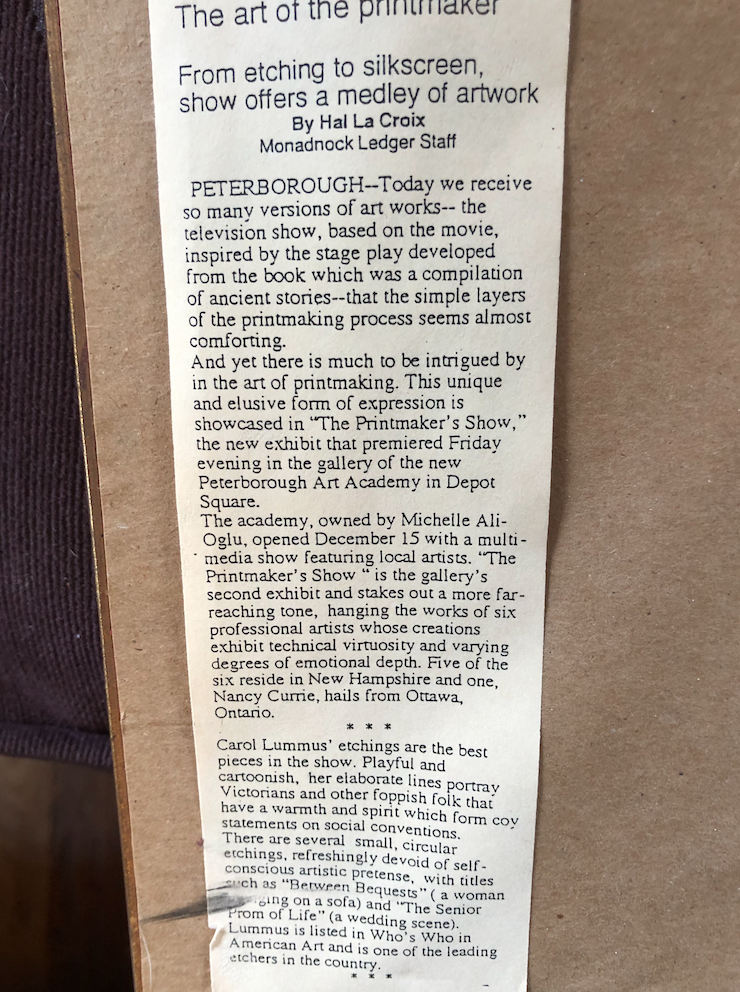 The art of the printmaker
From etching to silkscreen,
show offers a medley of artwork
By Hal La Croix
Monadnock Ledger Staff
PETERBOROUGH--Today we receive
so many versions of art works-- the
television show, based on the movie,
inspired by the stage play developed
from the book which was a compilation
of ancient stories--that the simple layers
of the printmaking process seems almost
comforting.
And yet there is much to be intrigued by
in the art of printmaking. This unique
and elusive form of expression is
showcased in “The Printmaker's Show,”
the new exhibit that premiered Friday
evening in the gallery of the new
Peterborough Art Academy in Depot
Square.
The academy, owned by Michelle Ali-
Oglu, opened December 15 with a multi-
media show featuring local artists. “The
Printmaker's Show “ is the gallery's
second exhibit and stakes out a more far-
reaching tone, hanging the works of six
professional artists whose creations
exhibit technical virtuosity and varying
degrees of emotional depth. Five of the
six reside in New Hampshire and one,
Nancy Currie, hails from Ottawa,
Ontario.
* * *
Carol Lummus' etchings are the best
pieces in the show. Playful and
cartoonish, her elaborate lines portray
Victorians and other foppish folk that
have a warmth and spirit which form coy
statements on social conventions.
There are several small, circular
etchings, refreshingly devoid of self-
conscious artistic pretense, with titles
such as “Between Bequests” ( a woman
on a sofa) and “The Senior
Prom of Life” (a wedding scene).
Lummus is listed in Who's Who in
American Art and is one of the leading
etchers in the country.
* * *